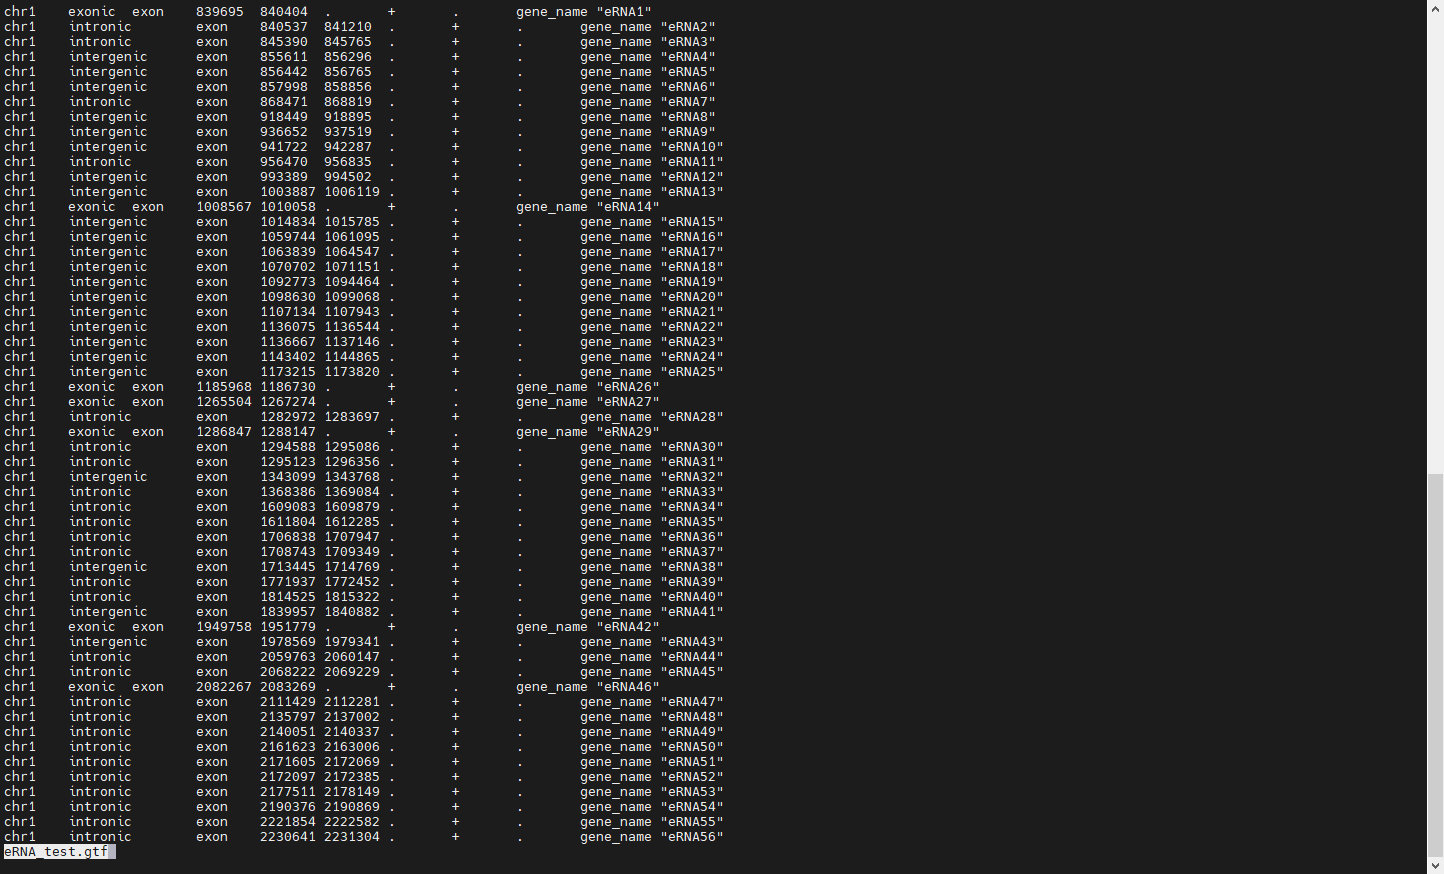 chr1 exonic exon 839695 840404 . + . gene_name "eRNA1"
chr1 intronic exon 840537 841210 . + . gene_name "eRNA2"
chr1 intronic exon 845390 845765 . + . gene_name "eRNA3"
chr1 intergenic exon 855611 856296 . + . gene_name "eRNA4"
chr1 intergenic exon 856442 856765 . + . gene_name "eRNA5"
chr1 intergenic exon 857998 858856 . + . gene_name "eRNA6"
chr1 intronic exon 868471 868819 . + . gene_name "eRNA7"
chr1 intergenic exon 918449 918895 . + . gene_name "eRNA8"
chr1 intergenic exon 936652 937519 . + . gene_name "eRNA9"
chr1 intergenic exon 941722 942287 . + . gene_name "eRNA10"
chr1 intronic exon 956470 956835 . + . gene_name "eRNA11"
chr1 intergenic exon 993389 994502 . + . gene_name "eRNA12"
chr1 intergenic exon 1003887 1006119 . + . gene_name "eRNA13"
chr1 exonic exon 1008567 1010058 . + . gene_name "eRNA14"
chr1 intergenic exon 1014834 1015785 . + . gene_name "eRNA15"
chr1 intergenic exon 1059744 1061095 . + . gene_name "eRNA16"
chr1 intergenic exon 1063839 1064547 . + . gene_name "eRNA17"
chr1 intergenic exon 1070702 1071151 . + . gene_name "eRNA18"
chr1 intergenic exon 1092773 1094464 . + . gene_name "eRNA19"
chr1 intergenic exon 1098630 1099068 . + . gene_name "eRNA20"
chr1 intergenic exon 1107134 1107943 . + . gene_name "eRNA21"
chr1 intergenic exon 1136075 1136544 . + . gene_name "eRNA22"
chr1 intergenic exon 1136667 1137146 . + . gene_name "eRNA23"
chr1 intergenic exon 1143402 1144865 . + . gene_name "eRNA24"
chr1 intergenic exon 1173215 1173820 . + . gene_name "eRNA25"
chr1 exonic exon 1185968 1186730 . + . gene_name "eRNA26"
chr1 exonic exon 1265504 1267274 . + . gene_name "eRNA27"
chr1 intronic exon 1282972 1283697 . + . gene_name "eRNA28"
chr1 exonic exon 1286847 1288147 . + . gene_name "eRNA29"
chr1 intronic exon 1294588 1295086 . + . gene_name "eRNA30"
chr1 intronic exon 1295123 1296356 . + . gene_name "eRNA31"
chr1 intergenic exon 1343099 1343768 . + . gene_name "eRNA32"
chr1 intronic exon 1368386 1369084 . + . gene_name "eRNA33"
chr1 intronic exon 1609083 1609879 . + . gene_name "eRNA34"
chr1 intronic exon 1611804 1612285 . + . gene_name "eRNA35"
chr1 intronic exon 1706838 1707947 . + . gene_name "eRNA36"
chr1 intronic exon 1708743 1709349 . + . gene_name "eRNA37"
chr1 intergenic exon 1713445 1714769 . + . gene_name "eRNA38"
chr1 intronic exon 1771937 1772452 . + . gene_name "eRNA39"
chr1 intronic exon 1814525 1815322 . + . gene_name "eRNA40"
chr1 intergenic exon 1839957 1840882 . + . gene_name "eRNA41"
chr1 exonic exon 1949758 1951779 . + . gene_name "eRNA42"
chr1 intergenic exon 1978569 1979341 . + . gene_name "eRNA43"
chr1 intronic exon 2059763 2060147 . + . gene_name "eRNA44"
chr1 intronic exon 2068222 2069229 . + . gene_name "eRNA45"
chr1 exonic exon 2082267 2083269 . + . gene_name "eRNA46"
chr1 intronic exon 2111429 2112281 . + . gene_name "eRNA47"
chr1 intronic exon 2135797 2137002 . + . gene_name "eRNA48"
chr1 intronic exon 2140051 2140337 . + . gene_name "eRNA49"
chr1 intronic exon 2161623 2163006 . + . gene_name "eRNA50"
chr1 intronic exon 2171605 2172069 . + . gene_name "eRNA51"
chr1 intronic exon 2172097 2172385 . + . gene_name "eRNA52"
chr1 intronic exon 2177511 2178149 . + . gene_name "eRNA53"
chr1 intronic exon 2190376 2190869 . + . gene_name "eRNA54"
chr1 intronic exon 2221854 2222582 . + . gene_name "eRNA55"
chr1 intronic exon 2230641 2231304 . + . gene_name "eRNA56"
eRNA_test.gtf